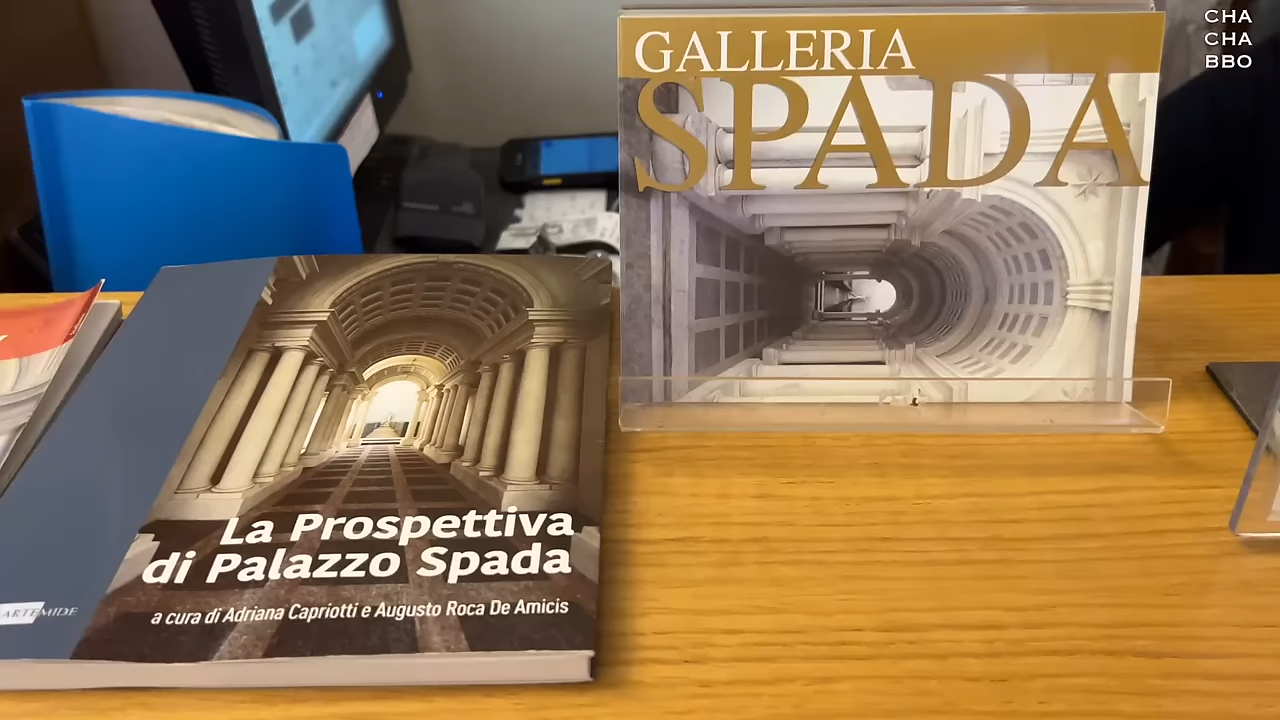 CHA
CHA
BBO
GALLERIA
SPADA
La Prospettiva
di Palazzo Spada
a cura di Adriana Capriotti e Augusto Roca De Amicis
ARTEMIDE